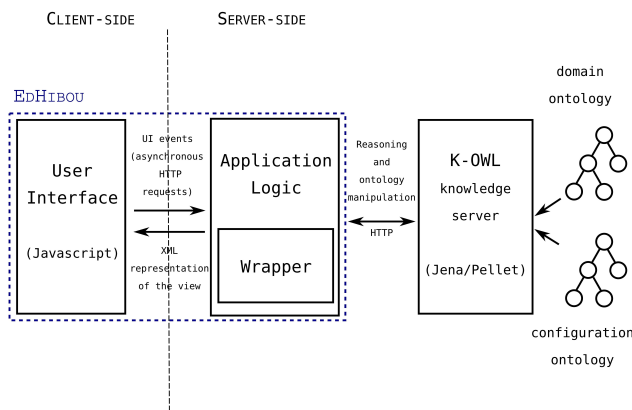 CLIENT-SIDE
SERVER-SIDE
EDHIBOU
User
Interface
(Javascript)
UI events
(asynchronous
HTTP
requests)
XML
representation
of the view
Application
Logic
Wrapper
Reasoning
and
ontology
manipulation
HTTP
K-OWL
knowledge
server
(Jena/Pellet)
domain
ontology
configuration
ontology